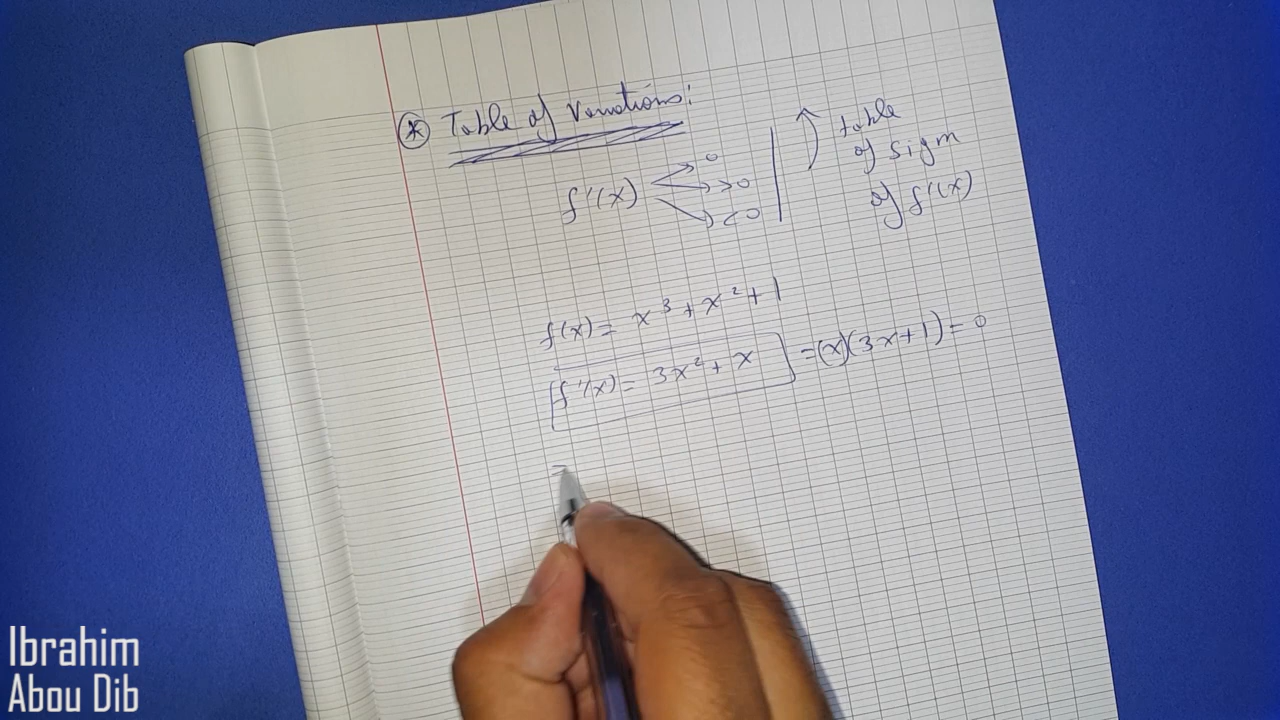 * Table of Variations:
f'(x) 0 >0 <0
table
of sign
of f'(x)
f(x) = x³ + x² + 1
f'(x) = 3x² + x = (x)(3x+1) = 0
Ibrahim
Abou Dib